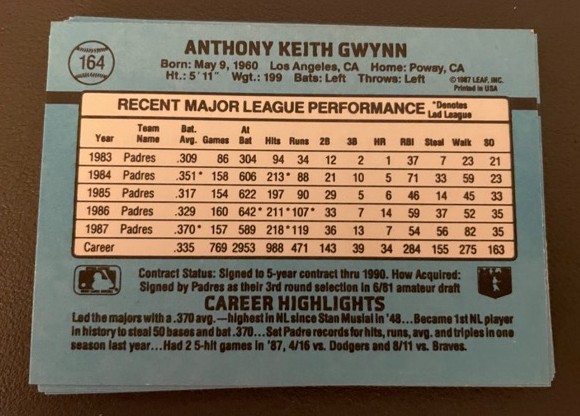 164
ANTHONY KEITH GWYNN
Born: May 9, 1960 Los Angeles, CA Home: Poway, CA
Ht.: 5'11" Wgt.: 199 Bats: Left Throws: Left
©1987 LEAF, INC.
Printed in USA
RECENT MAJOR LEAGUE PERFORMANCE *Denotes Led League
Year Team Name Bat. Avg. Games At Bat Hits Runs 2B 3B HR RBI Steal Walk SO
1983 Padres .309 86 304 94 34 12 2 1 37 7 23 21
1984 Padres .351* 158 606 213* 88 21 10 5 71 33 59 23
1985 Padres .317 154 622 197 90 29 5 6 46 14 45 33
1986 Padres .329 160 642* 211* 107* 33 7 14 59 37 52 35
1987 Padres .370* 157 589 218* 119 36 13 7 54 56 82 35
Career .335 769 2953 988 471 143 39 34 284 155 275 163
Contract Status: Signed to 5-year contract thru 1990. How Acquired:
Signed by Padres as their 3rd round selection in 6/81 amateur draft
CAREER HIGHLIGHTS
Led the majors with a .370 avg.—highest in NL since Stan Musial in '48...Became 1st NL player
in history to steal 50 bases and bat .370...Set Padre records for hits, runs, avg. and triples in one
season last year...Had 2 5-hit games in '87, 4/16 vs. Dodgers and 8/11 vs. Braves.